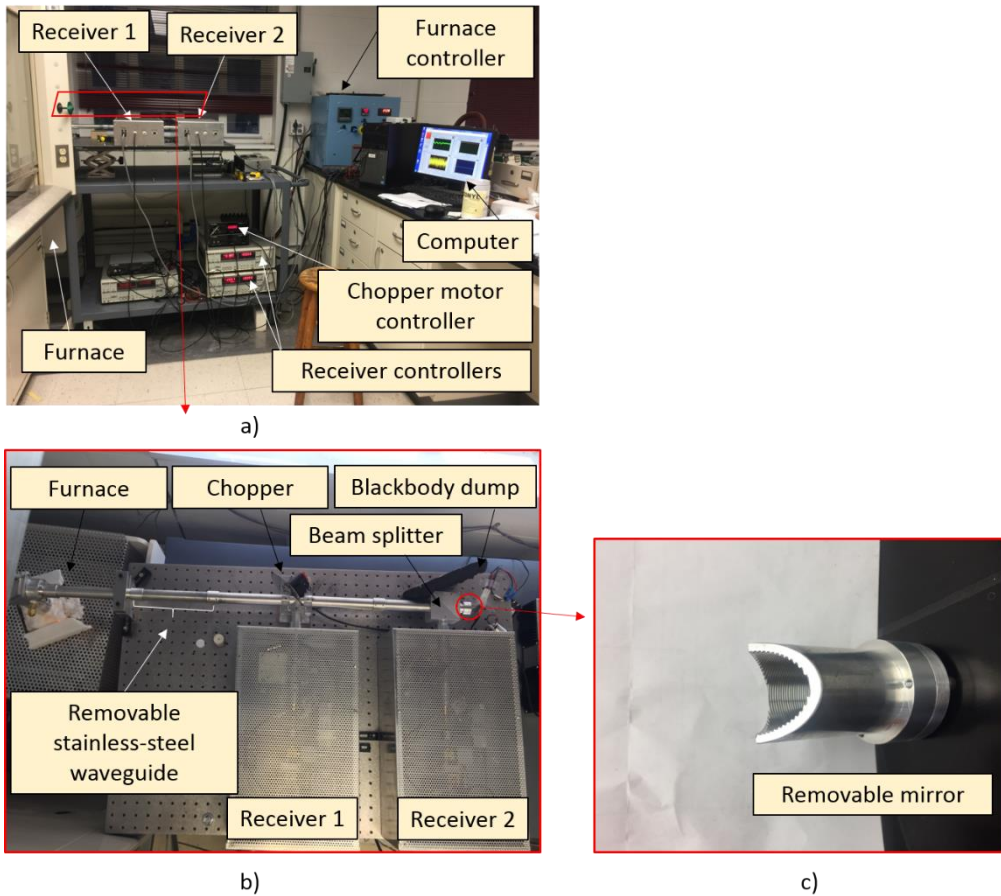 Receiver 1
Receiver 2
Furnace
controller
Computer
Chopper motor
controller
Furnace
Receiver controllers
a)
Furnace
Chopper
Blackbody dump
Beam splitter
Removable
stainless-steel
waveguide
Receiver 1
Receiver 2
Removable mirror
b)
c)